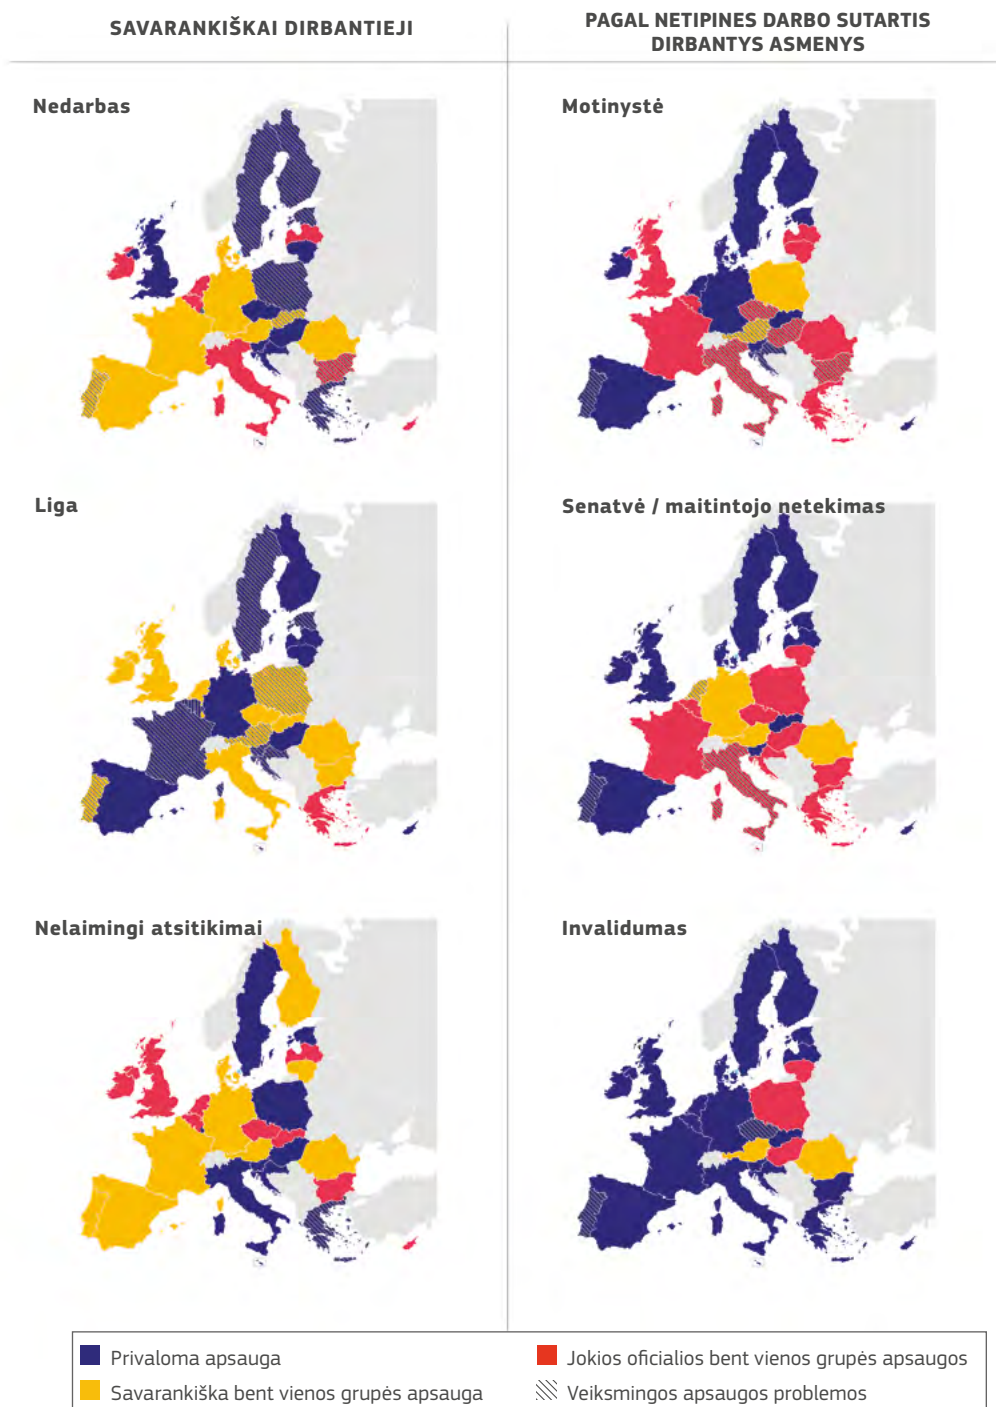 SAVARANKIŠKAI DIRBANTIEJI
PAGAL NETIPINES DARBO SUTARTIS
DIRBANTYS ASMENYS
Nedarbas
Motinystė
Liga
Senatvė / maitintojo netekimas
Nelaimingi atsitikimai
Invalidumas
Privaloma apsauga
Jokios oficialios bent vienos grupės apsaugos
Savarankiška bent vienos grupės apsauga
Veiksmingos apsaugos problemos